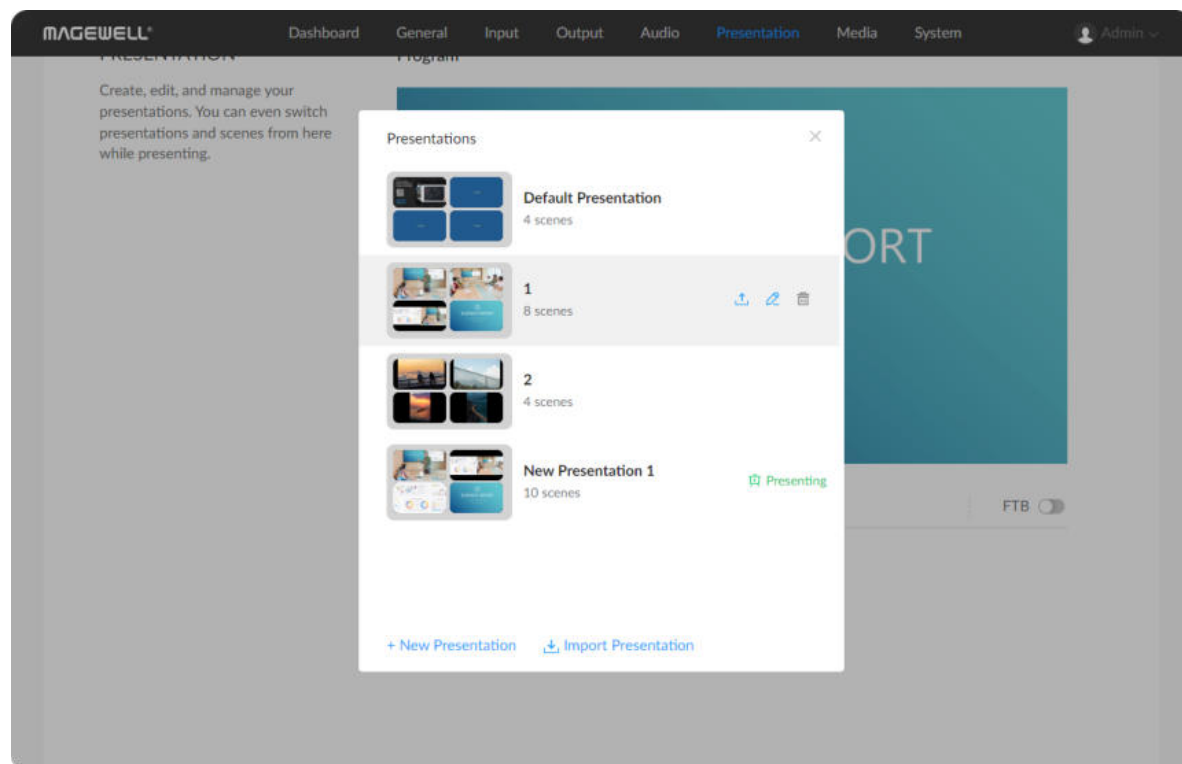 MAGEWELL®
Dashboard General Input Output Audio Presentation Media System Admin
PRESENTATION
Program
Create, edit, and manage your
presentations. You can even switch
presentations and scenes from here
while presenting.
Presentations
Default Presentation
4 scenes
1
8 scenes
2
4 scenes
New Presentation 1
10 scenes
Presenting
+ New Presentation Import Presentation
ORT
FTB